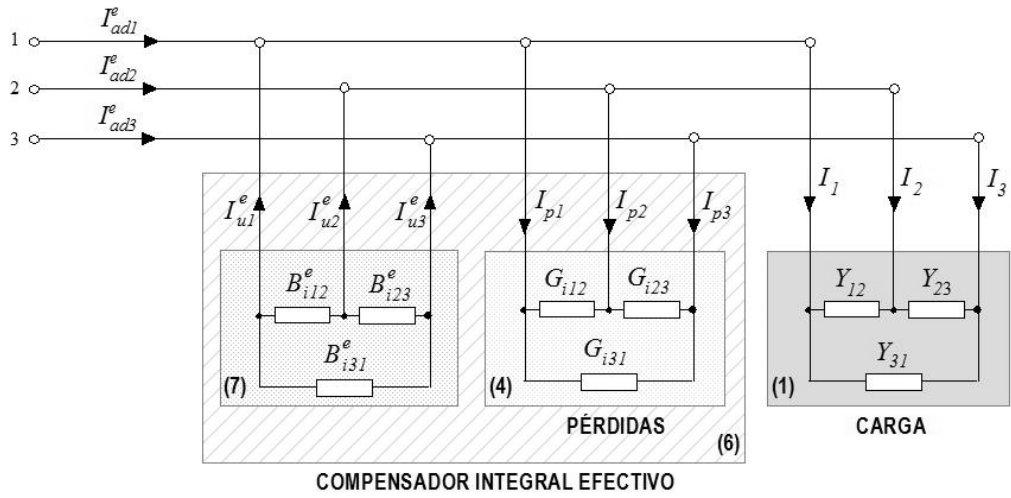 I^e_ad1
1
I^e_ad2
2
I^e_ad3
3
I^e_u1 I^e_u2 I^e_u3 I_p1 I_p2 I_p3 I_1 I_2 I_3
B^e_i12 B^e_i23 G_i12 G_i23 Y_12 Y_23
B^e_i31 G_i31 Y_31
(7) (4) (1)
PÉRDIDAS CARGA
(6)
COMPENSADOR INTEGRAL EFECTIVO